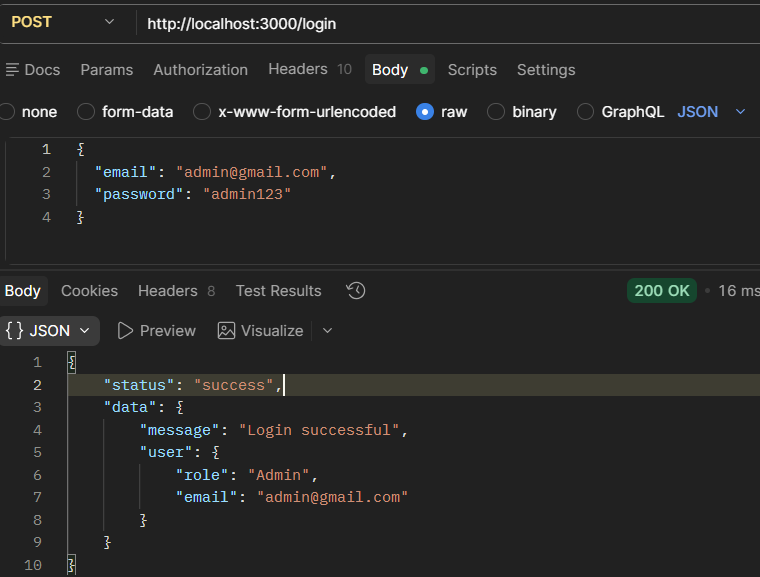 POST http://localhost:3000/login
Docs Params Authorization Headers 10 Body Scripts Settings
none form-data x-www-form-urlencoded raw binary GraphQL JSON
1 {
2 "email": "admin@gmail.com",
3 "password": "admin123"
4 }
Body Cookies Headers 8 Test Results 200 OK • 16 ms
{} JSON Preview Visualize
1 {
2 "status": "success",
3 "data": {
4 "message": "Login successful",
5 "user": {
6 "role": "Admin",
7 "email": "admin@gmail.com"
8 }
9 }
10 }